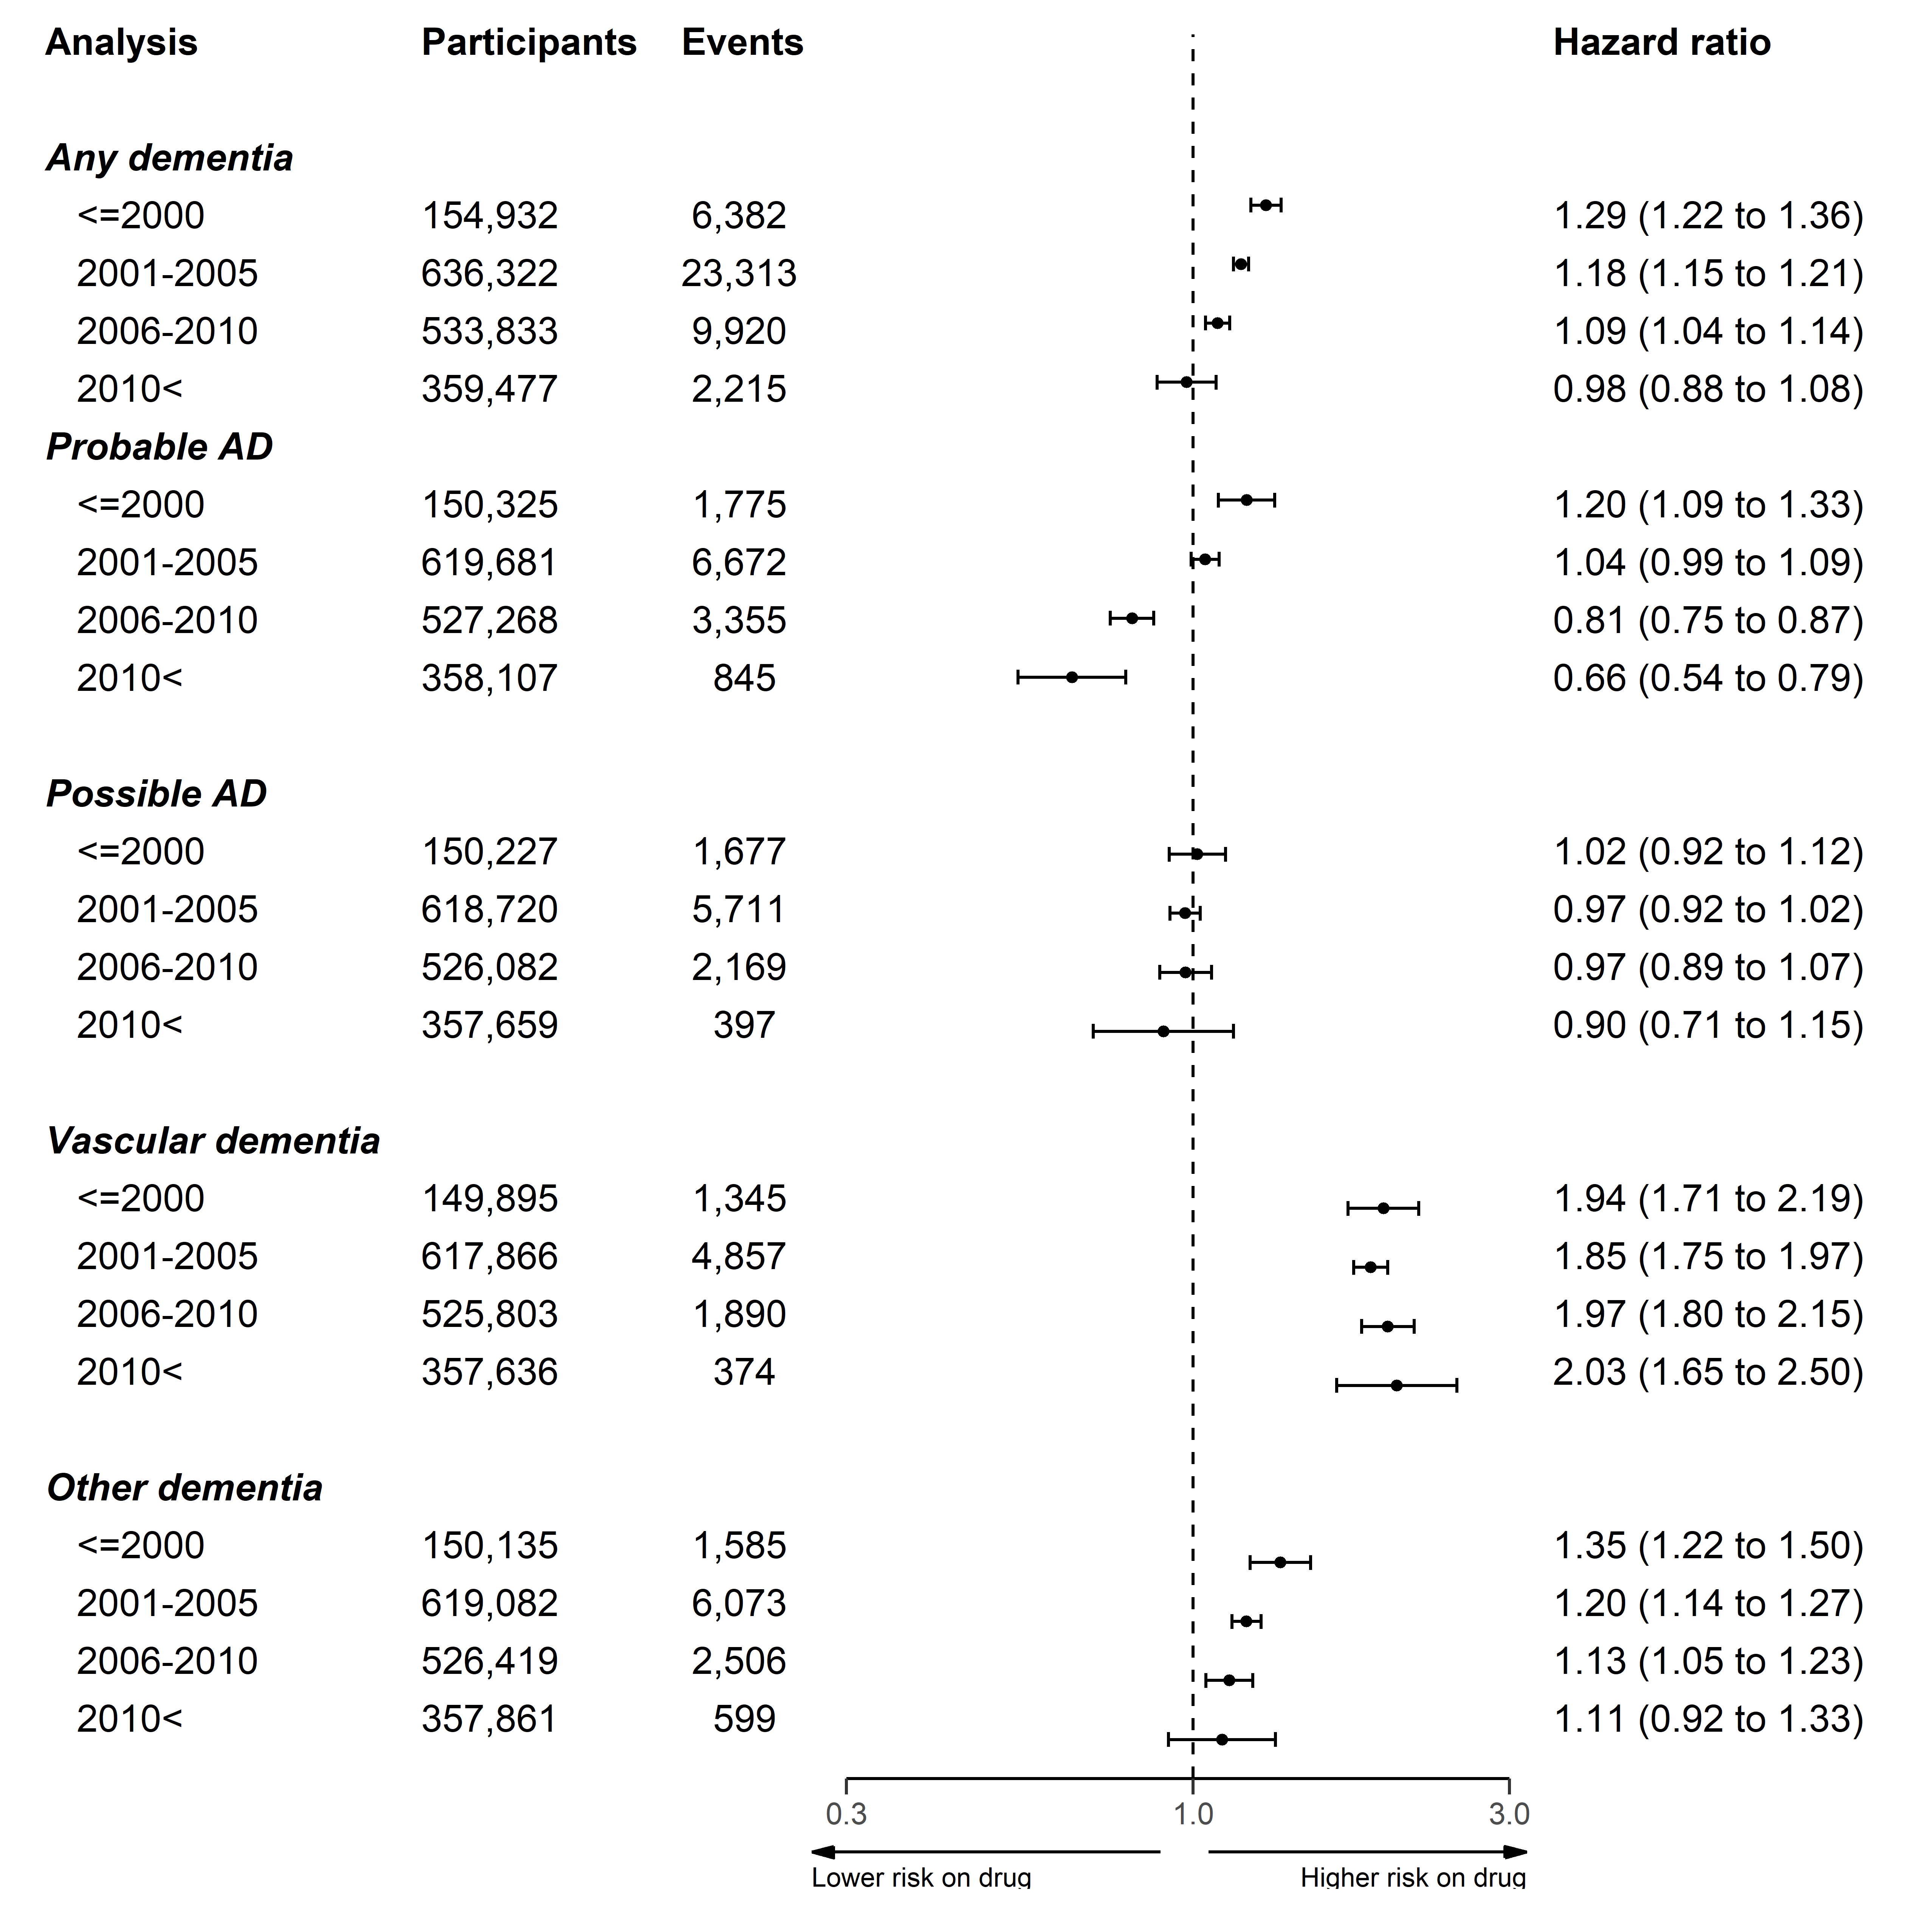 Analysis Participants Events Hazard ratio
Any dementia
<=2000 154,932 6,382 1.29 (1.22 to 1.36)
2001-2005 636,322 23,313 1.18 (1.15 to 1.21)
2006-2010 533,833 9,920 1.09 (1.04 to 1.14)
2010< 359,477 2,215 0.98 (0.88 to 1.08)
Probable AD
<=2000 150,325 1,775 1.20 (1.09 to 1.33)
2001-2005 619,681 6,672 1.04 (0.99 to 1.09)
2006-2010 527,268 3,355 0.81 (0.75 to 0.87)
2010< 358,107 845 0.66 (0.54 to 0.79)
Possible AD
<=2000 150,227 1,677 1.02 (0.92 to 1.12)
2001-2005 618,720 5,711 0.97 (0.92 to 1.02)
2006-2010 526,082 2,169 0.97 (0.89 to 1.07)
2010< 357,659 397 0.90 (0.71 to 1.15)
Vascular dementia
<=2000 149,895 1,345 1.94 (1.71 to 2.19)
2001-2005 617,866 4,857 1.85 (1.75 to 1.97)
2006-2010 525,803 1,890 1.97 (1.80 to 2.15)
2010< 357,636 374 2.03 (1.65 to 2.50)
Other dementia
<=2000 150,135 1,585 1.35 (1.22 to 1.50)
2001-2005 619,082 6,073 1.20 (1.14 to 1.27)
2006-2010 526,419 2,506 1.13 (1.05 to 1.23)
2010< 357,861 599 1.11 (0.92 to 1.33)
0.3 1.0 3.0
Lower risk on drug Higher risk on drug